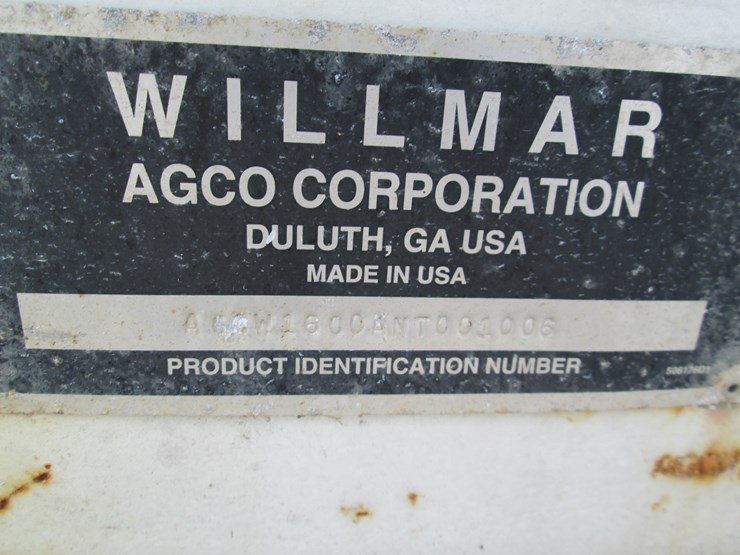 WILLMAR
AGCO CORPORATION
DULUTH, GA USA
MADE IN USA
PRODUCT IDENTIFICATION NUMBER